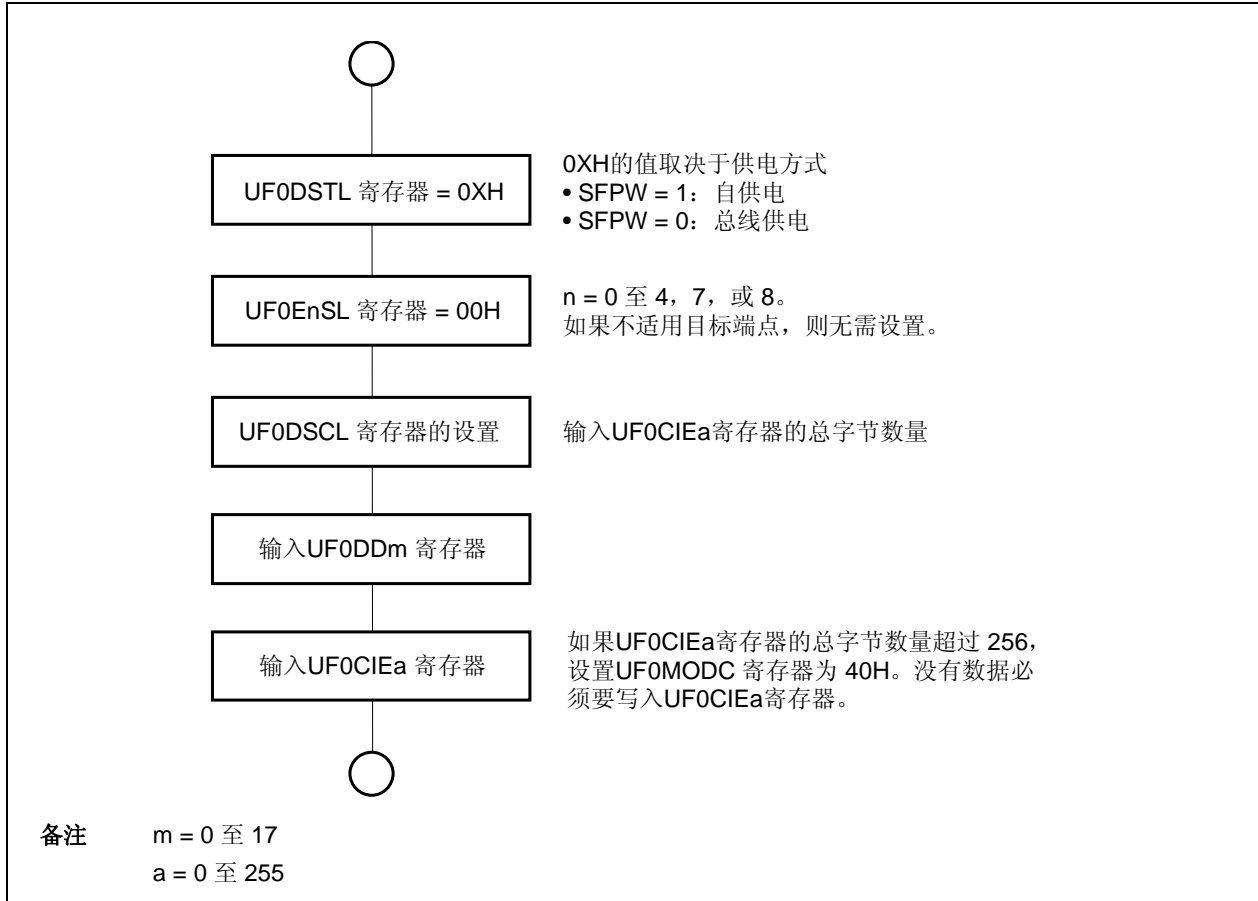 UF0DSTL 寄存器 = 0XH
0XH的值取决于供电方式
• SFPW = 1：自供电
• SFPW = 0：总线供电
UF0EnSL 寄存器 = 00H
n = 0 至 4，7，或 8。
如果不适用目标端点，则无需设置。
UF0DSCL 寄存器的设置
输入UF0CIEa寄存器的总字节数量
输入UF0DDm 寄存器
输入UF0CIEa 寄存器
如果UF0CIEa寄存器的总字节数量超过 256，
设置UF0MODC 寄存器为 40H。没有数据必
须要写入UF0CIEa寄存器。
备注 m = 0 至 17
a = 0 至 255